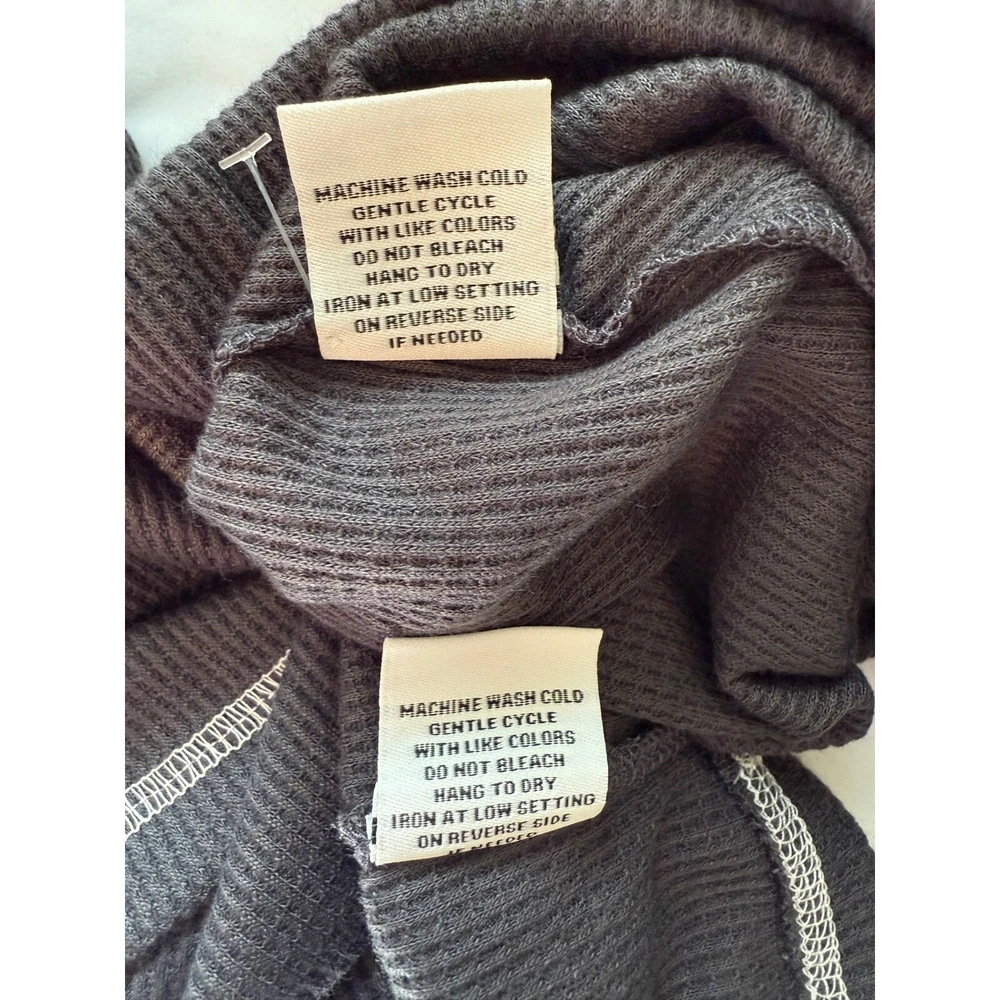 MACHINE WASH COLD
GENTLE CYCLE
WITH LIKE COLORS
DO NOT BLEACH
HANG TO DRY
IRON AT LOW SETTING
ON REVERSE SIDE
IF NEEDED
MACHINE WASH COLD
GENTLE CYCLE
WITH LIKE COLORS
DO NOT BLEACH
HANG TO DRY
IRON AT LOW SETTING
ON REVERSE SIDE
IF NEEDED